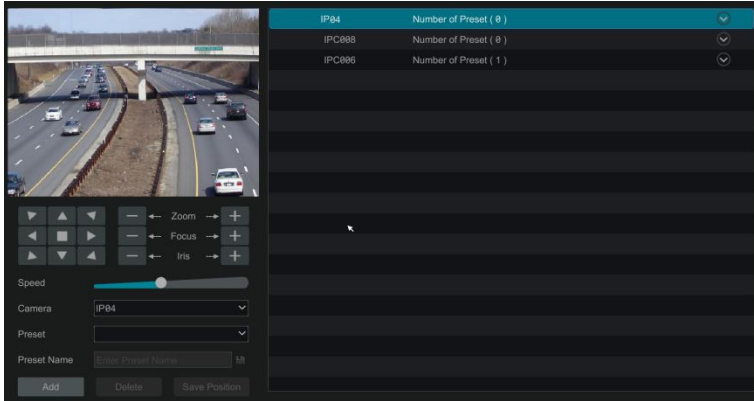 IP04 Number of Preset ( 0 )
IPC008 Number of Preset ( 0 )
IPC006 Number of Preset ( 1 )
Zoom
Focus
Iris
Speed
Camera IP04
Preset
Preset Name Enter Preset Name
Add Delete Save Position